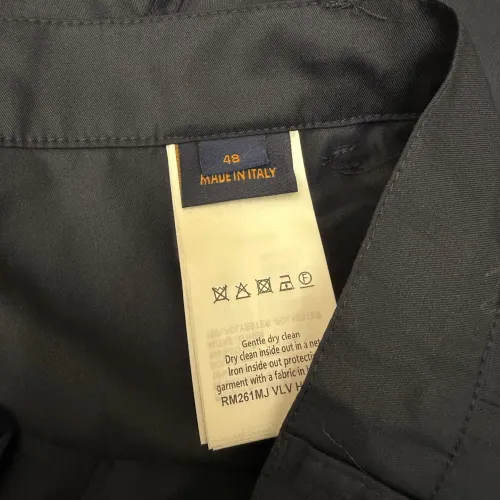 48
MADE IN ITALY
Gentle dry clean
Dry clean inside out in a net
Iron inside out protecti
garment with a fabric in
RM261MJ VLV H